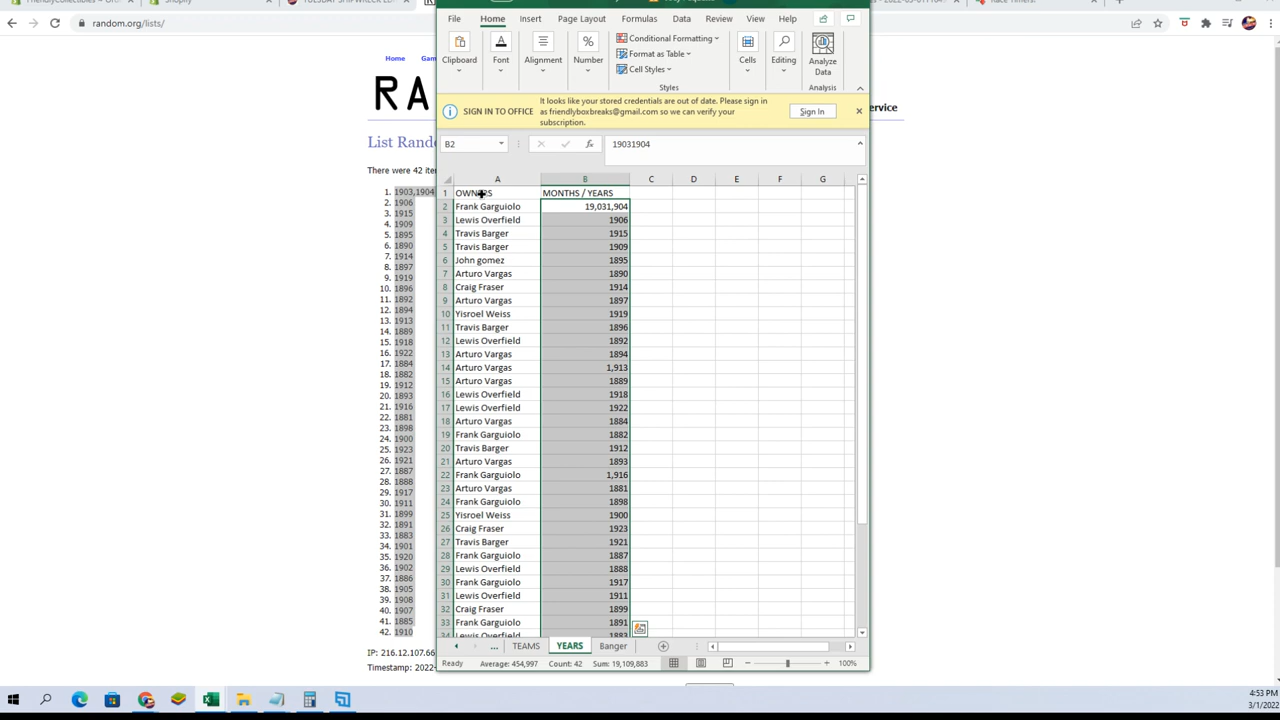 Shopify
random.org/lists/
Home
RA
ervice
List Rand
There were 42 iter
1. 1903,1904
2. 1906
3. 1915
4. 1909
5. 1895
6. 1890
7. 1914
8. 1897
9. 1919
10. 1896
11. 1892
12. 1894
13. 1913
14. 1889
15. 1918
16. 1922
17. 1884
18. 1882
19. 1912
20. 1893
21. 1916
22. 1881
23. 1898
24. 1900
25. 1923
26. 1921
27. 1887
28. 1888
29. 1917
30. 1911
31. 1899
32. 1891
33. 1883
34. 1901
35. 1920
36. 1902
37. 1886
38. 1905
39. 1908
40. 1907
41. 1885
42. 1910
IP: 216.12.107.66
Timestamp: 2022-
File Home Insert Page Layout Formulas Data Review View Help
Clipboard
Font
Alignment
Number
Conditional Formatting
Format as Table
Cell Styles
Styles
Cells
Editing
Analyze
Data
Analysis
SIGN IN TO OFFICE
It looks like your stored credentials are out of date. Please sign in
as friendlyboxbreaks@gmail.com so we can verify your
subscription.
Sign In
B2
fx
19031904
A B C D E F G
1 OWNERS MONTHS / YEARS
2 Frank Garguiolo 19,031,904
3 Lewis Overfield 1906
4 Travis Barger 1915
5 Travis Barger 1909
6 John gomez 1895
7 Arturo Vargas 1890
8 Craig Fraser 1914
9 Arturo Vargas 1897
10 Yisroel Weiss 1919
11 Travis Barger 1896
12 Lewis Overfield 1892
13 Arturo Vargas 1894
14 Arturo Vargas 1,913
15 Arturo Vargas 1889
16 Lewis Overfield 1918
17 Lewis Overfield 1922
18 Arturo Vargas 1884
19 Frank Garguiolo 1882
20 Travis Barger 1912
21 Arturo Vargas 1893
22 Frank Garguiolo 1,916
23 Arturo Vargas 1881
24 Frank Garguiolo 1898
25 Yisroel Weiss 1900
26 Craig Fraser 1923
27 Travis Barger 1921
28 Frank Garguiolo 1887
29 Lewis Overfield 1888
30 Frank Garguiolo 1917
31 Lewis Overfield 1911
32 Craig Fraser 1899
33 Frank Garguiolo 1891
34 Lewis Overfield 1883
... TEAMS YEARS Banger
Ready Average: 454,997 Count: 42 Sum: 19,109,883 100%
4:53 PM
3/1/2022